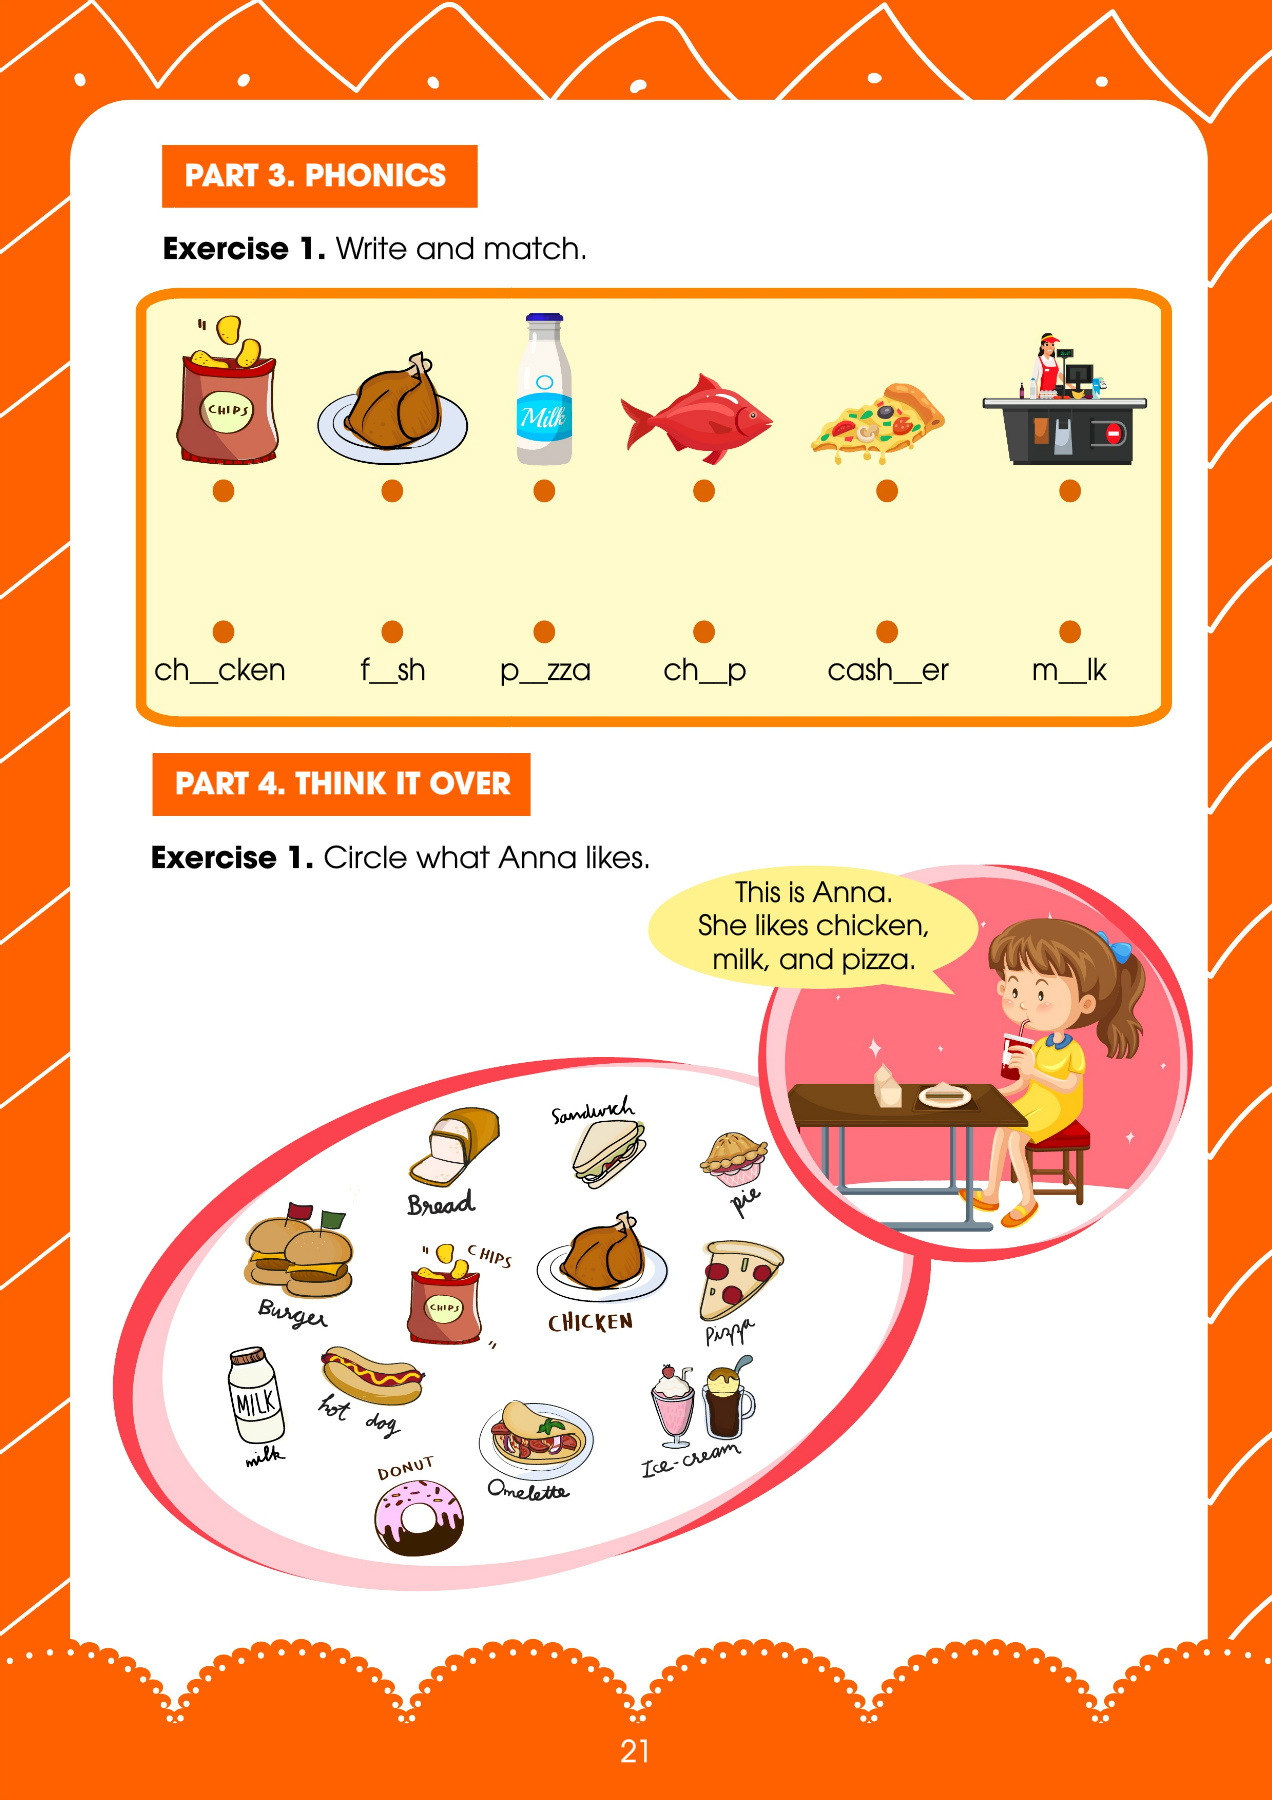 PART 3. PHONICS
Exercise 1. Write and match.
CHIPS
Milk
ch__cken f__sh p__zza ch__p cash__er m__lk
PART 4. THINK IT OVER
Exercise 1. Circle what Anna likes.
This is Anna.
She likes chicken,
milk, and pizza.
Sandwich
Bread
pie
CHIPS
CHIPS
Burger
CHICKEN
Pizza
MILK
hot dog
milk
Ice-cream
DONUT
Omelette
21